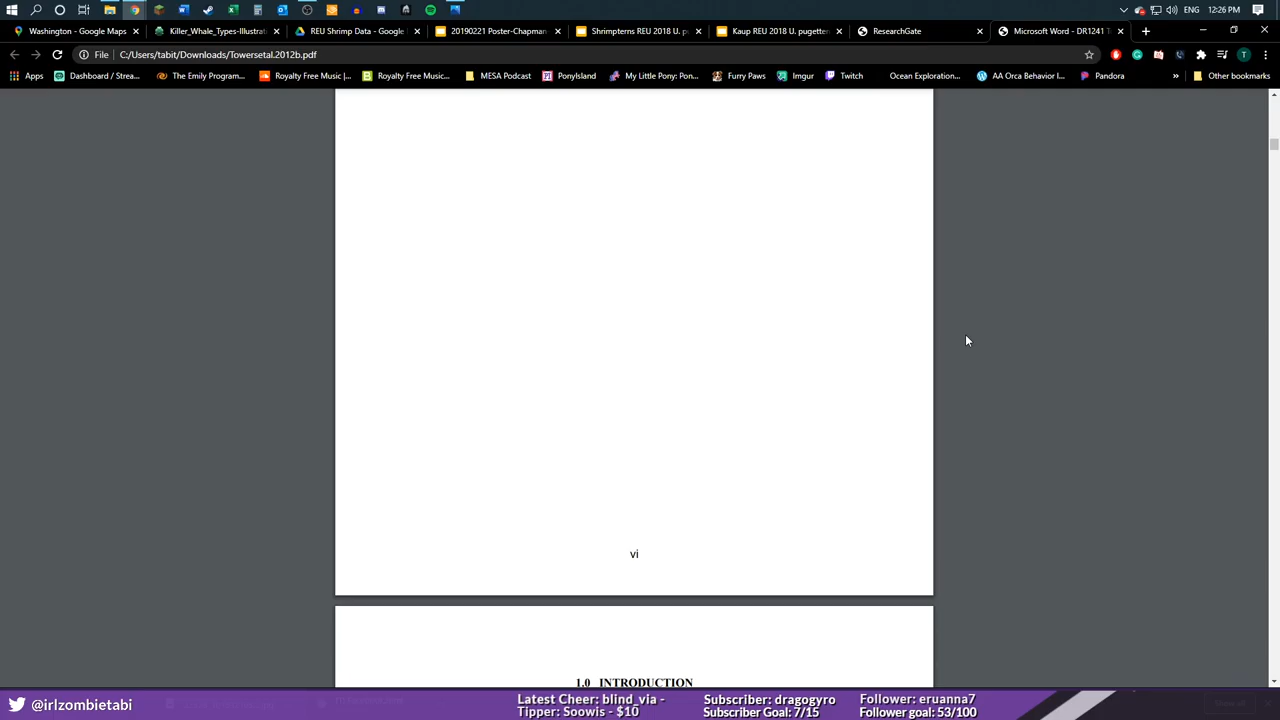 ENG 12:26 PM
Washington - Google Maps
Killer_Whale_Types-Illustrat
REU Shrimp Data - Google
20190221 Poster-Chapman
Shrimpterns REU 2018 U. p
Kaup REU 2018 U. pugetten
ResearchGate
Microsoft Word - DR1241 T
File C:/Users/tabit/Downloads/Towersetal.2012b.pdf
Apps
Dashboard / Strea...
The Emily Program...
Royalty Free Music |...
Royalty Free Music...
MESA Podcast
PonyIsland
My Little Pony: Pon...
Furry Paws
Imgur
Twitch
Ocean Exploration...
AA Orca Behavior I...
Pandora
»
Other bookmarks
vi
1.0 INTRODUCTION
@irlzombietabi
Latest Cheer: blind_via -
Tipper: Soowis - $10
Subscriber: dragogyro
Subscriber Goal: 7/15
Follower: eruanna7
Follower goal: 53/100